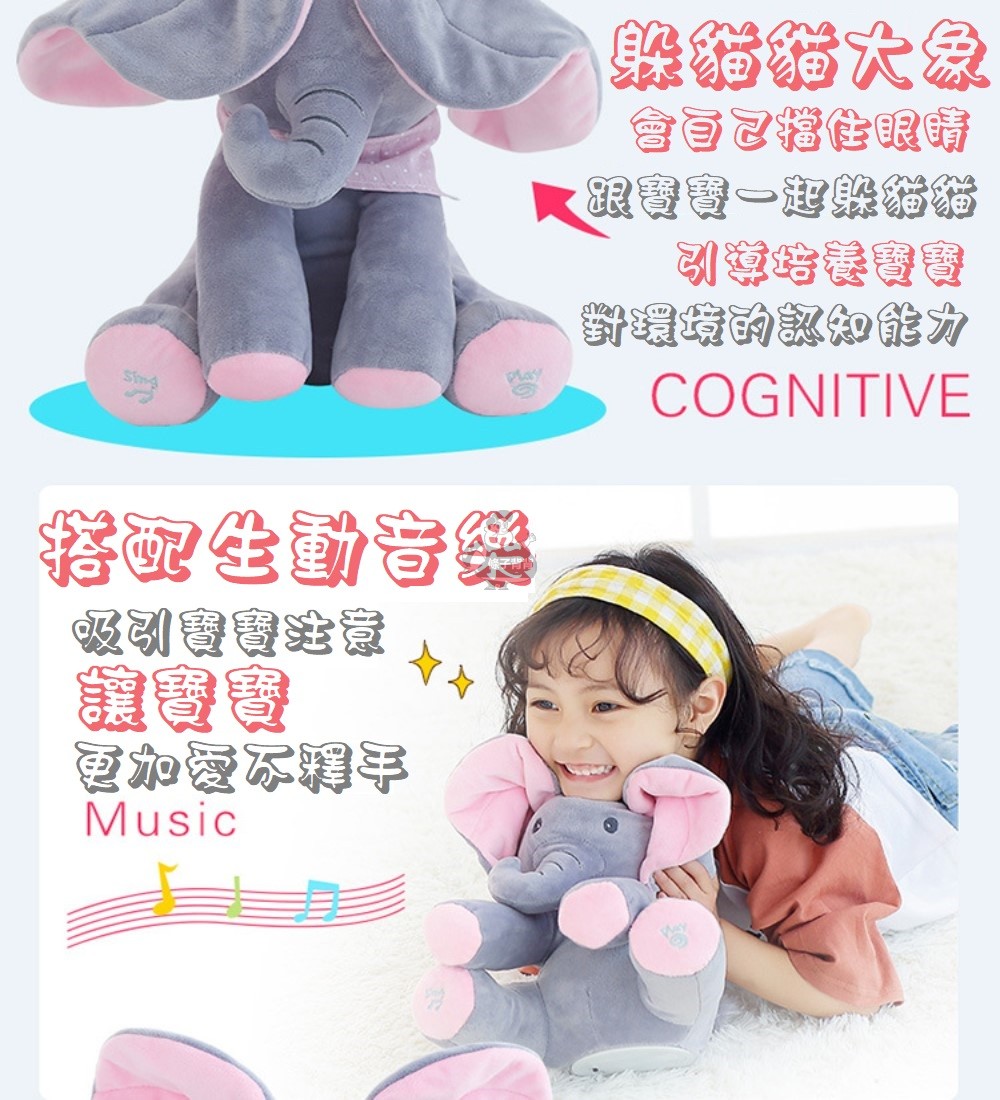 躲貓貓大象
會自己擋住眼睛
跟寶寶一起躲貓貓
引導培養寶寶
對環境的認知能力
COGNITIVE
Sing
PLAY
搭配生動音樂
吸引寶寶注意
讓寶寶
更加愛不釋手
Music
PLAY